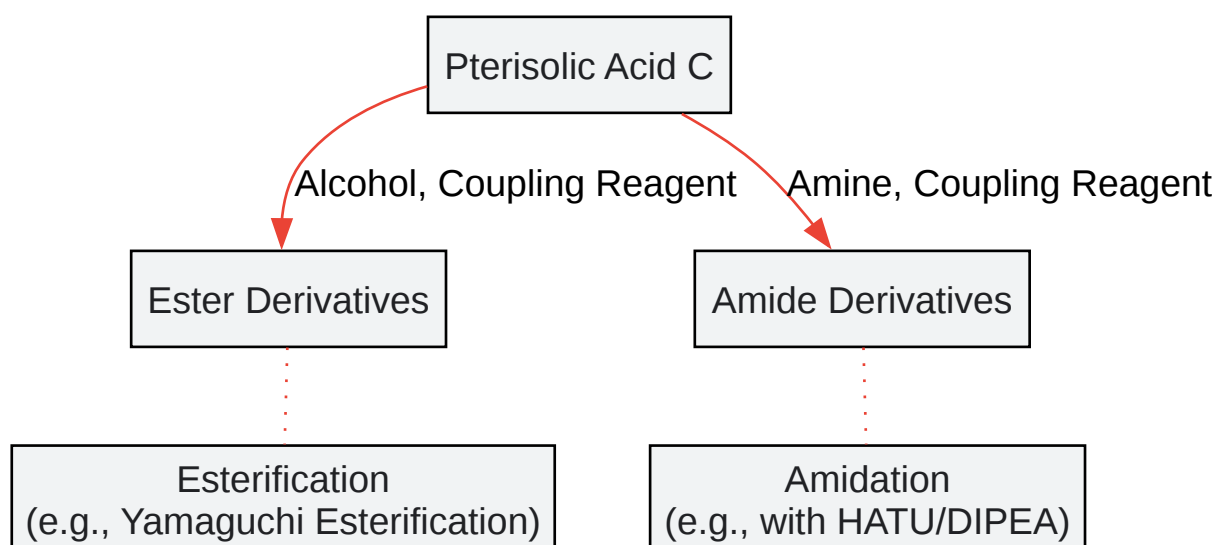 Pterisolic Acid C
Alcohol, Coupling Reagent
Amine, Coupling Reagent
Ester Derivatives
Amide Derivatives
Esterification
(e.g., Yamaguchi Esterification)
Amidation
(e.g., with HATU/DIPEA)